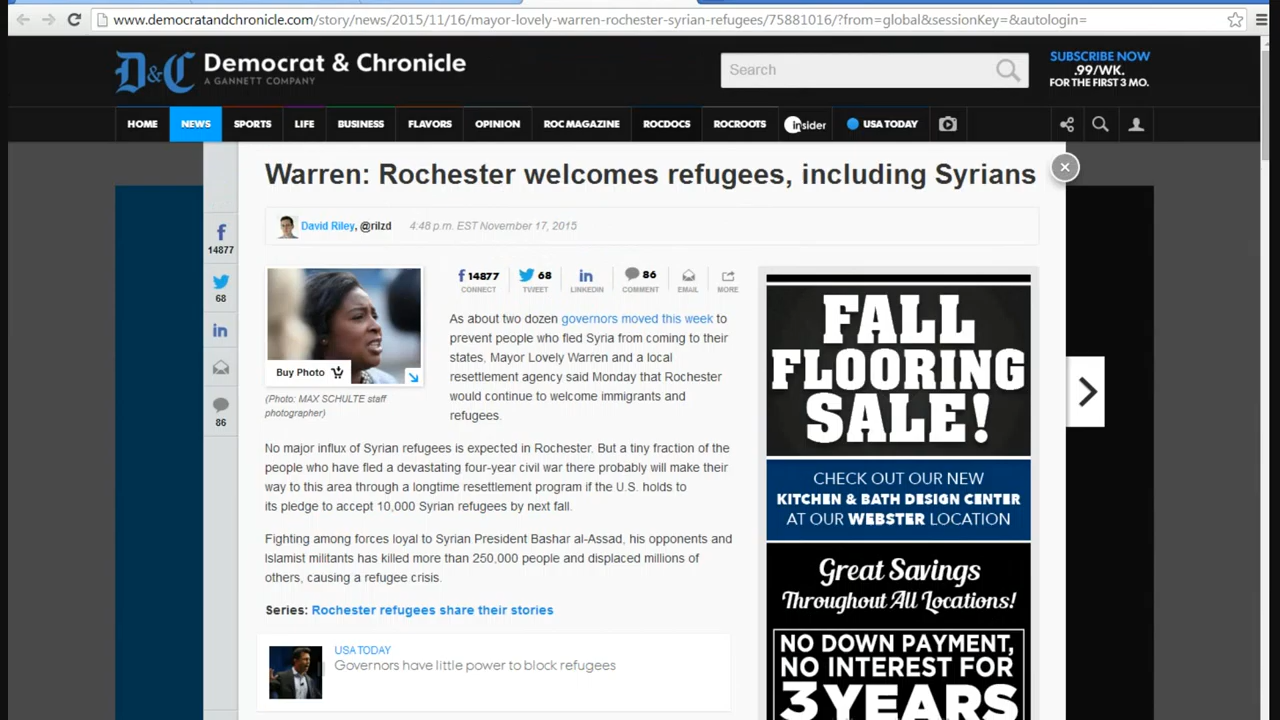 www.democratandchronicle.com/story/news/2015/11/16/mayor-lovely-warren-rochester-syrian-refugees/75881016/?from=global&sessionKey=&autologin=
D&C Democrat & Chronicle
A GANNETT COMPANY
Search
SUBSCRIBE NOW
.99/WK.
FOR THE FIRST 3 MO.
HOME NEWS SPORTS LIFE BUSINESS FLAVORS OPINION ROC MAGAZINE ROCDOCS ROCROOTS insider USA TODAY
Warren: Rochester welcomes refugees, including Syrians
David Riley, @rilzd 4:48 p.m. EST November 17, 2015
14877
68
86
Buy Photo
(Photo: MAX SCHULTE staff
photographer)
14877 68 in 86
CONNECT TWEET LINKEDIN COMMENT EMAIL MORE
As about two dozen governors moved this week to
prevent people who fled Syria from coming to their
states, Mayor Lovely Warren and a local
resettlement agency said Monday that Rochester
would continue to welcome immigrants and
refugees.
No major influx of Syrian refugees is expected in Rochester. But a tiny fraction of the
people who have fled a devastating four-year civil war there probably will make their
way to this area through a longtime resettlement program if the U.S. holds to
its pledge to accept 10,000 Syrian refugees by next fall.
Fighting among forces loyal to Syrian President Bashar al-Assad, his opponents and
Islamist militants has killed more than 250,000 people and displaced millions of
others, causing a refugee crisis.
Series: Rochester refugees share their stories
USA TODAY
Governors have little power to block refugees
FALL
FLOORING
SALE!
CHECK OUT OUR NEW
KITCHEN & BATH DESIGN CENTER
AT OUR WEBSTER LOCATION
Great Savings
Throughout All Locations!
NO DOWN PAYMENT,
NO INTEREST FOR
3 YEARS